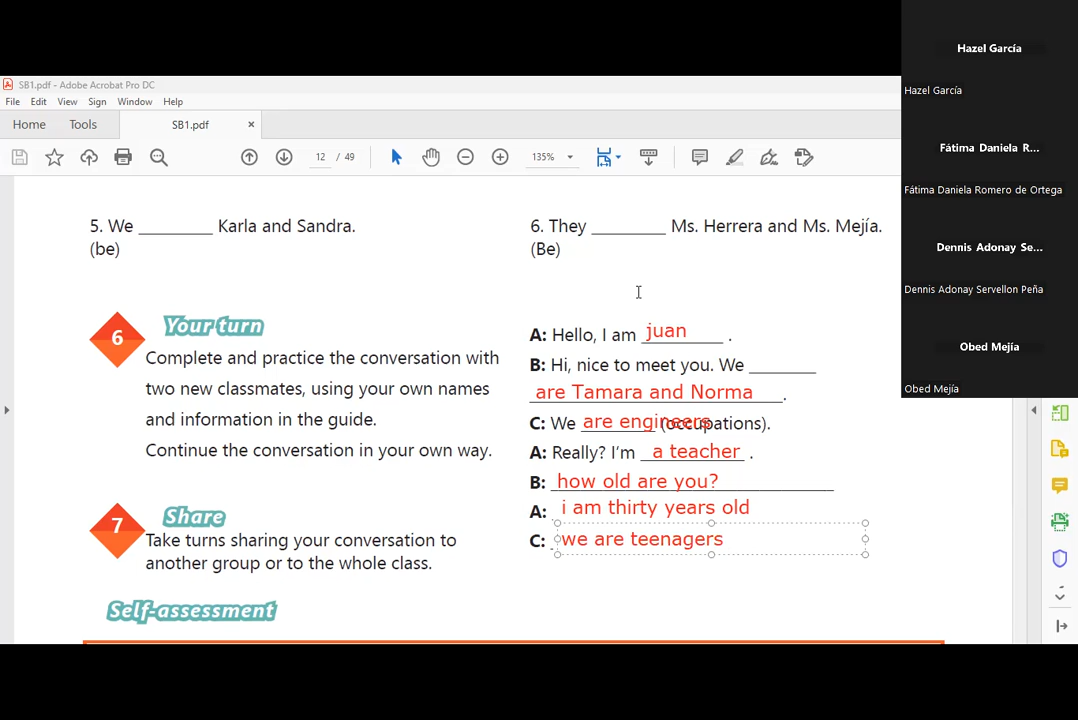 Hazel García
Hazel García
Fátima Daniela R...
Fátima Daniela Romero de Ortega
Dennis Adonay Se...
Dennis Adonay Servellon Peña
Obed Mejía
Obed Mejía
SB1.pdf - Adobe Acrobat Pro DC
File Edit View Sign Window Help
Home Tools SB1.pdf ×
12 / 49 135%
5. We ________ Karla and Sandra.
(be)
6. They ________ Ms. Herrera and Ms. Mejía.
(Be)
6 Your turn
Complete and practice the conversation with
two new classmates, using your own names
and information in the guide.
Continue the conversation in your own way.
7 Share
Take turns sharing your conversation to
another group or to the whole class.
Self-assessment
A: Hello, I am juan .
B: Hi, nice to meet you. We _______
are Tamara and Norma .
C: We are engineers (occupations).
A: Really? I'm a teacher .
B: how old are you?
A: i am thirty years old
C: we are teenagers